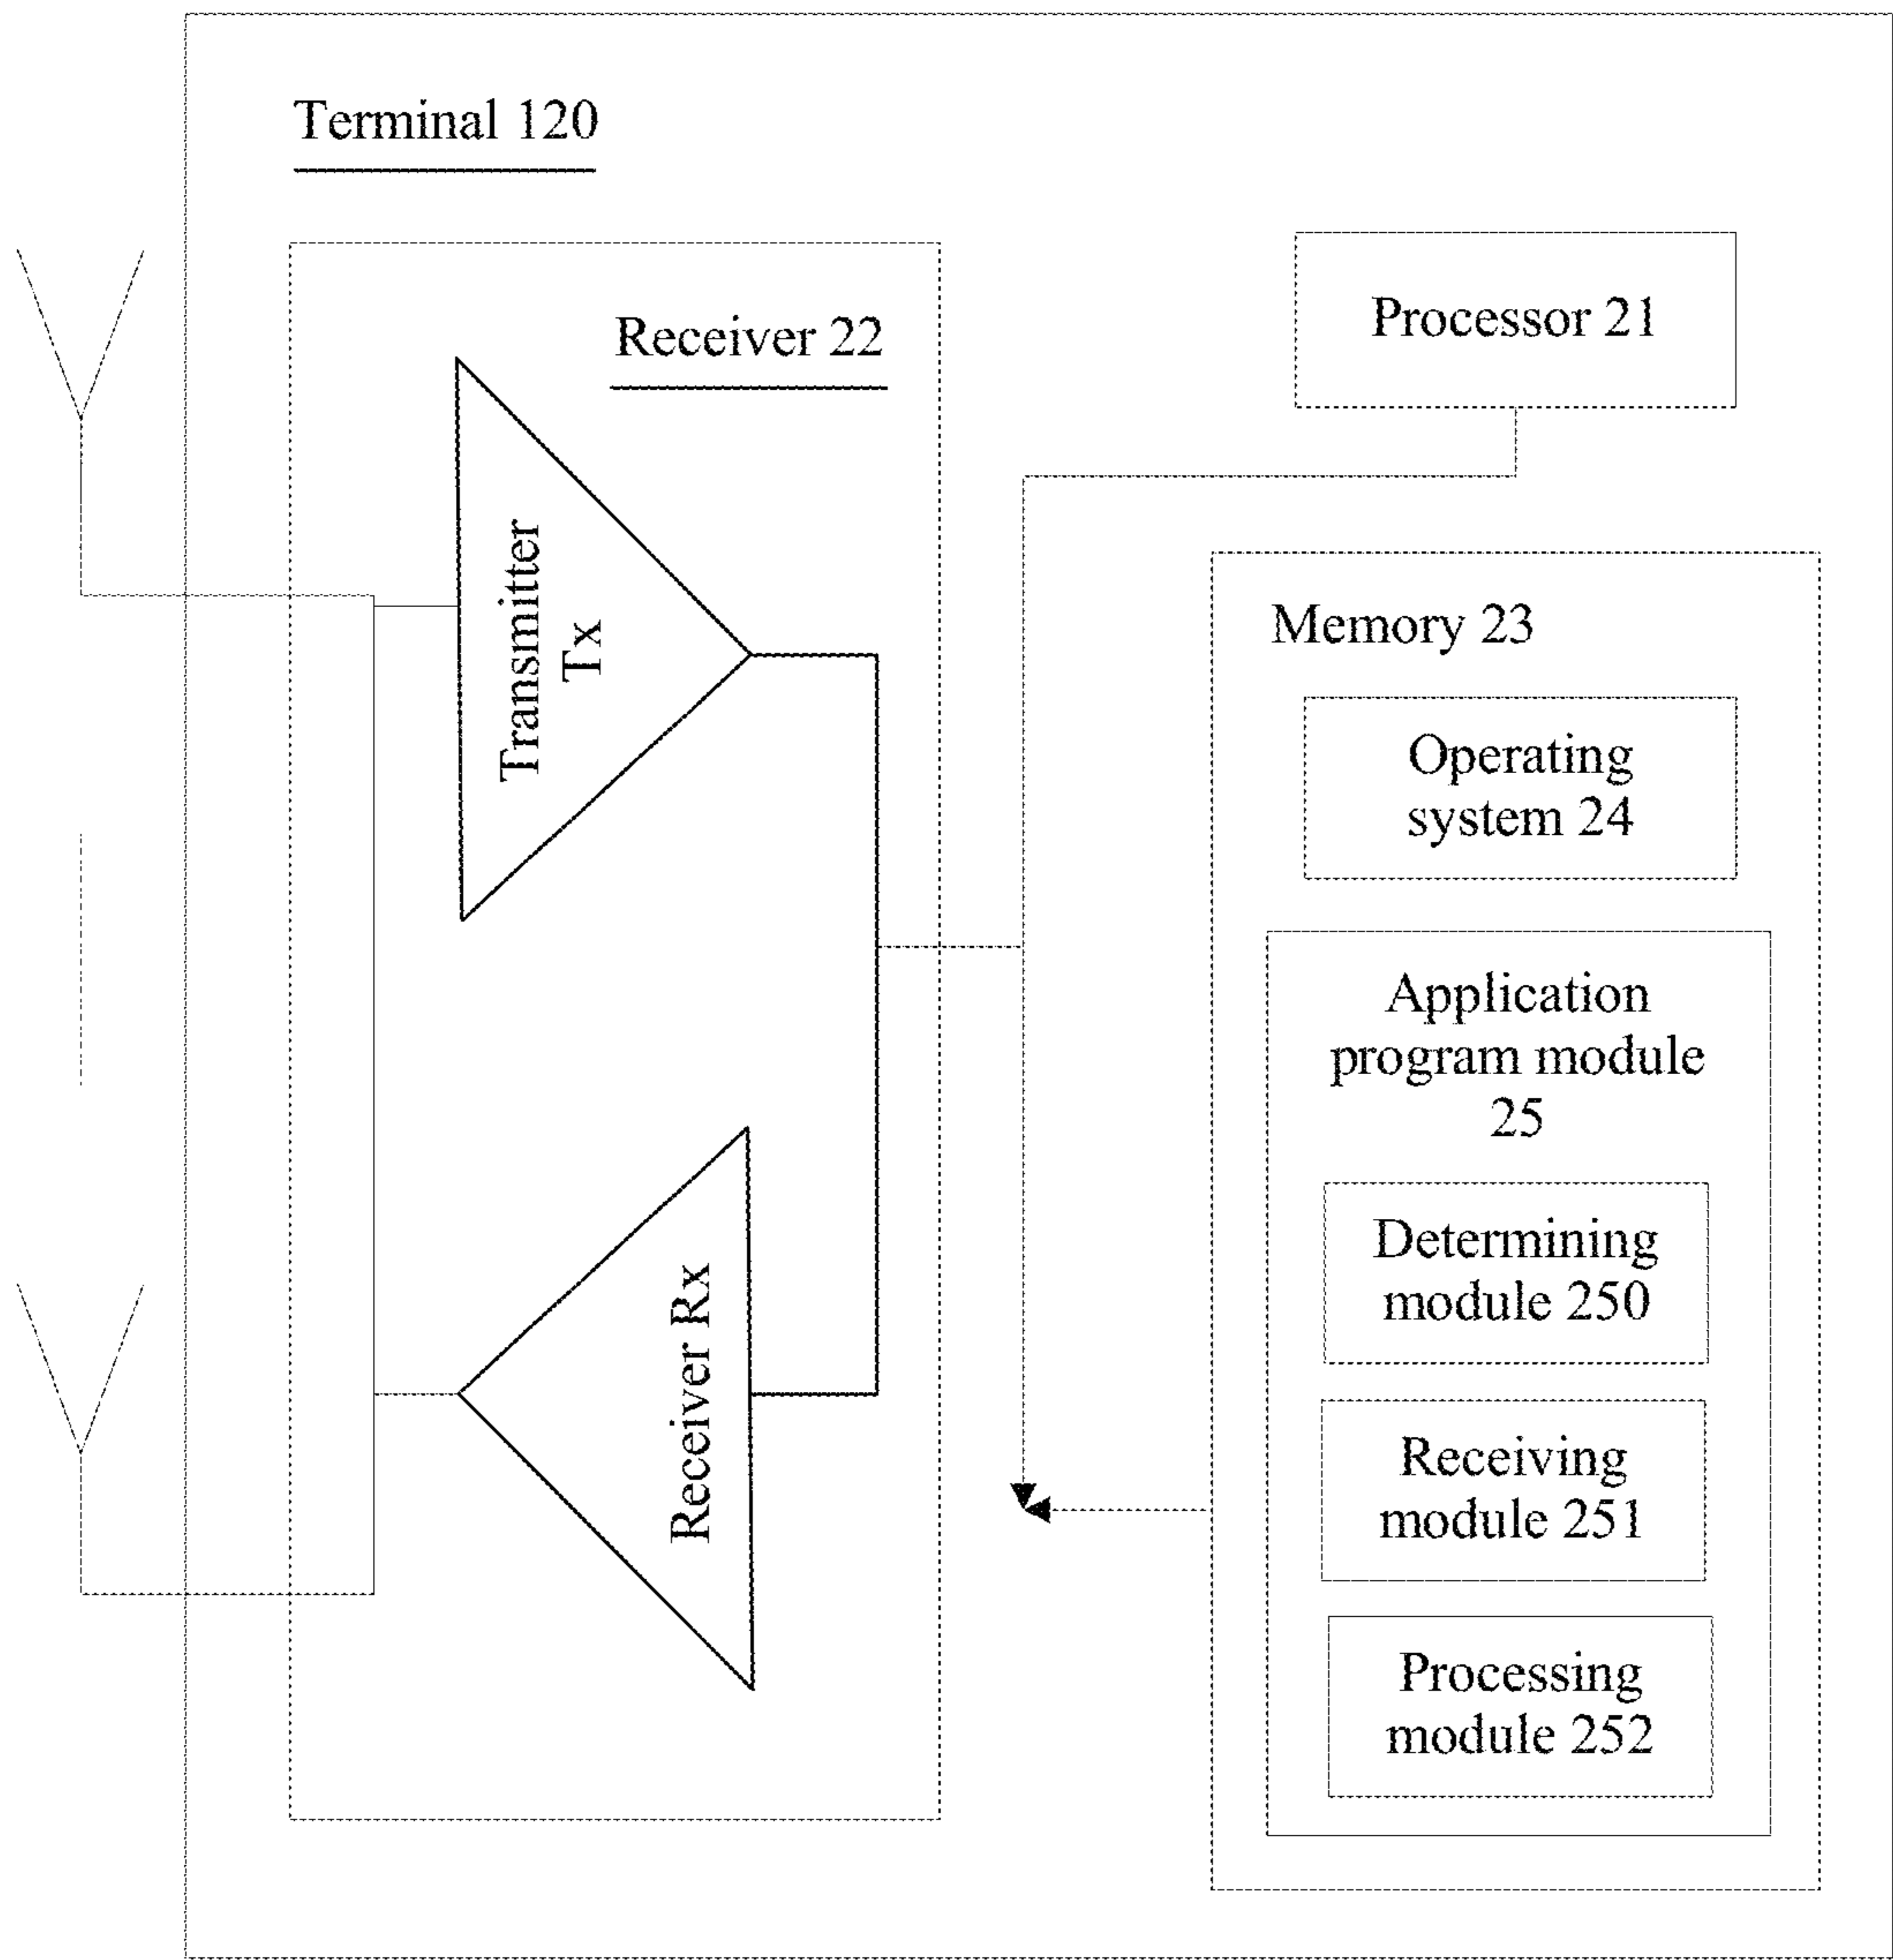 Terminal 120
Receiver 22
Transmitter
Tx
Receiver Rx
Processor 21
Memory 23
Operating
system 24
Application
program module
25
Determining
module 250
Receiving
module 251
Processing
module 252